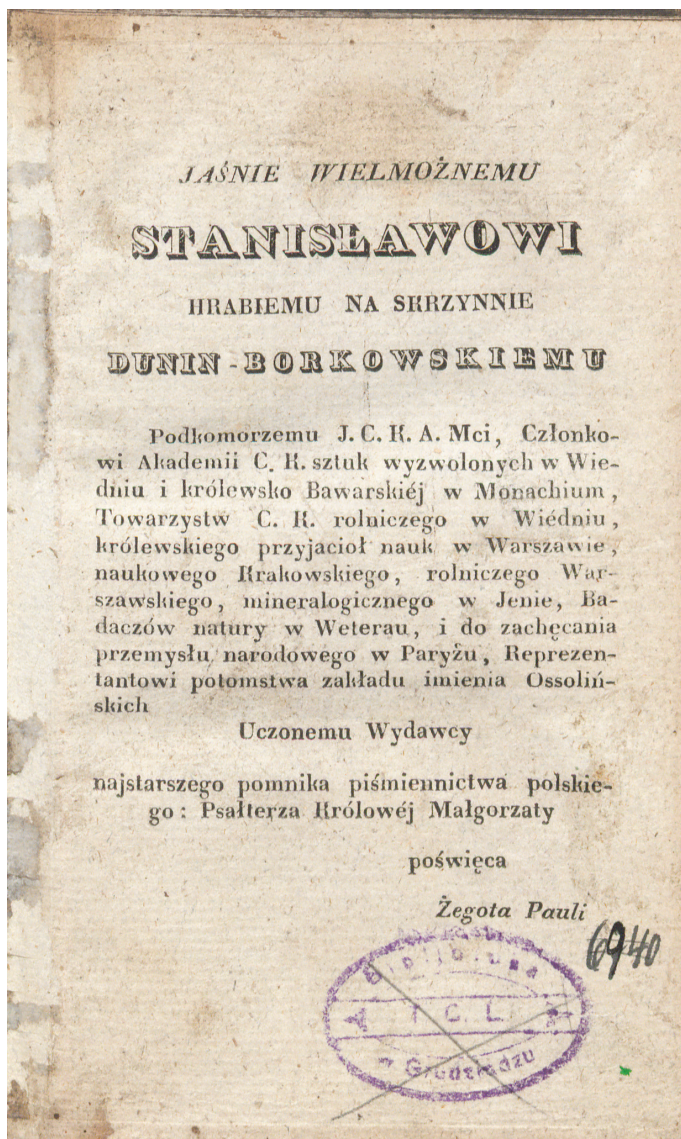 JAŚNIE WIELMOŻNEMU
STANISŁAWOWI
HRABIEMU NA SKRZYNNIE
DUNIN-BORKOWSKIEMU
Podkomorzemu J. C. K. A. Mci, Członko-
wi Akademii C. K. sztuk wyzwolonych w Wie-
dniu i królewsko Bawarskiéj w Monachium,
Towarzystw C. K. rolniczego w Wiédniu,
królewskiego przyjacioł nauk w Warszawie,
naukowego Krakowskiego, rolniczego War-
szawskiego, mineralogicznego w Jenie, Ba-
daczów natury w Weterau, i do zachęcania
przemysłu narodowego w Paryżu, Reprezen-
tantowi potomstwa zakładu imienia Ossoliń-
skich
Uczonemu Wydawcy
najstarszego pomnika piśmiennictwa polskie-
go: Psałterza Królowéj Małgorzaty
poświęca
Żegota Pauli
6940
Biblioteka
T. C. L.
w Grudziądzu